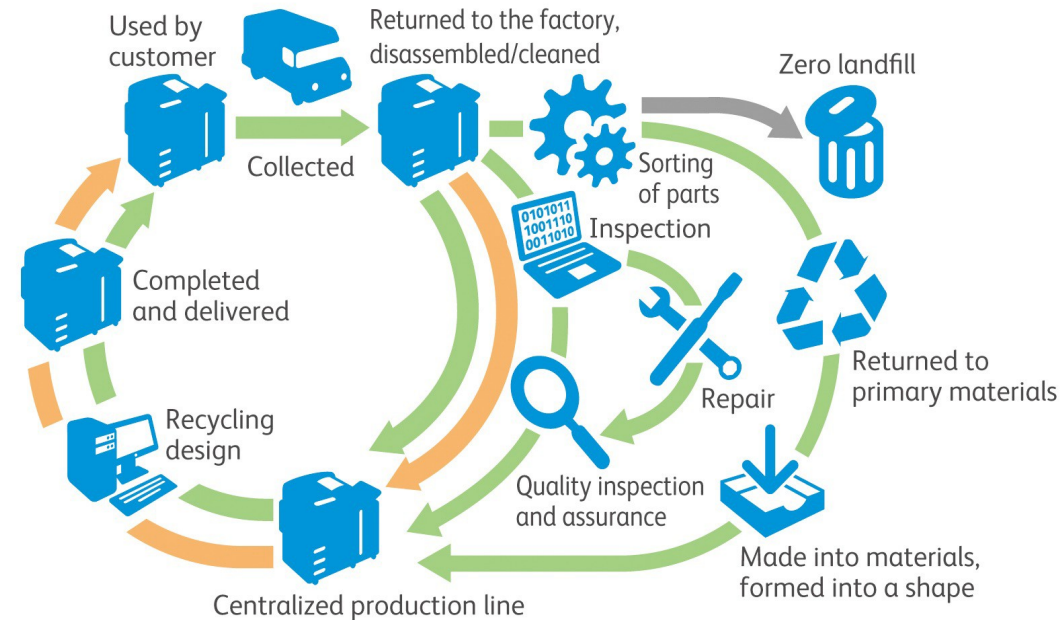 Used by
customer
Returned to the factory,
disassembled/cleaned
Zero landfill
Collected
Sorting
of parts
0101011
1001110
0011010
Inspection
Completed
and delivered
Returned to
primary materials
Repair
Recycling
design
Quality inspection
and assurance
Made into materials,
formed into a shape
Centralized production line